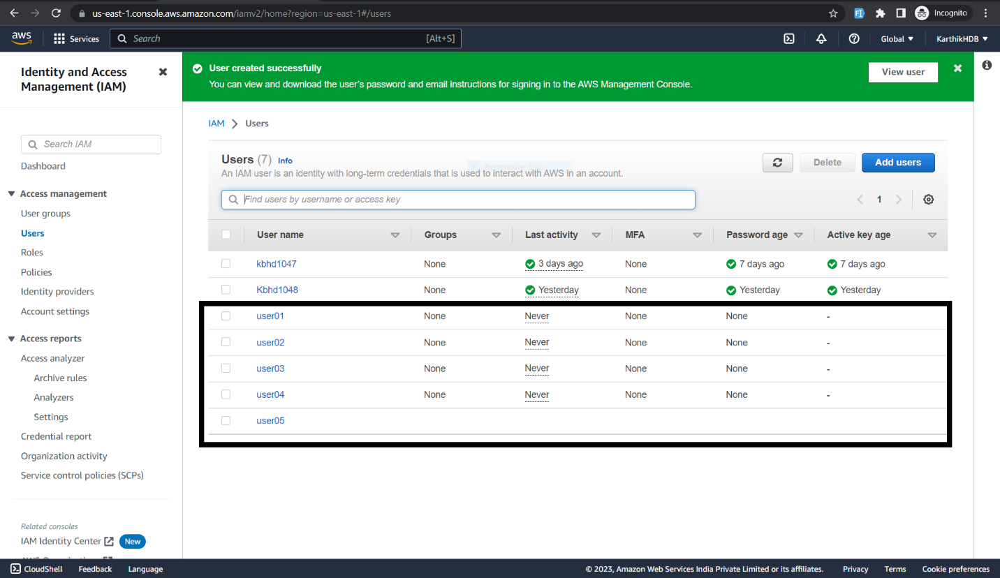 us-east-1.console.aws.amazon.com/iamv2/home?region=us-east-1#/users
Incognito
aws
Services
Search
[Alt+S]
Global
KarthikHDB
Identity and Access
Management (IAM)
Search IAM
Dashboard
Access management
User groups
Users
Roles
Policies
Identity providers
Account settings
Access reports
Access analyzer
Archive rules
Analyzers
Settings
Credential report
Organization activity
Service control policies (SCPs)
Related consoles
IAM Identity Center New
User created successfully
You can view and download the user's password and email instructions for signing in to the AWS Management Console.
View user
IAM Users
Users (7) Info
An IAM user is an identity with long-term credentials that is used to interact with AWS in an account.
Delete
Add users
Find users by username or access key
1
User name Groups Last activity MFA Password age Active key age
kbhd1047 None 3 days ago None 7 days ago 7 days ago
Kbhd1048 None Yesterday None Yesterday Yesterday
user01 None Never None None -
user02 None Never None None -
user03 None Never None None -
user04 None Never None None -
user05
CloudShell Feedback Language © 2023, Amazon Web Services India Private Limited or its affiliates. Privacy Terms Cookie preferences